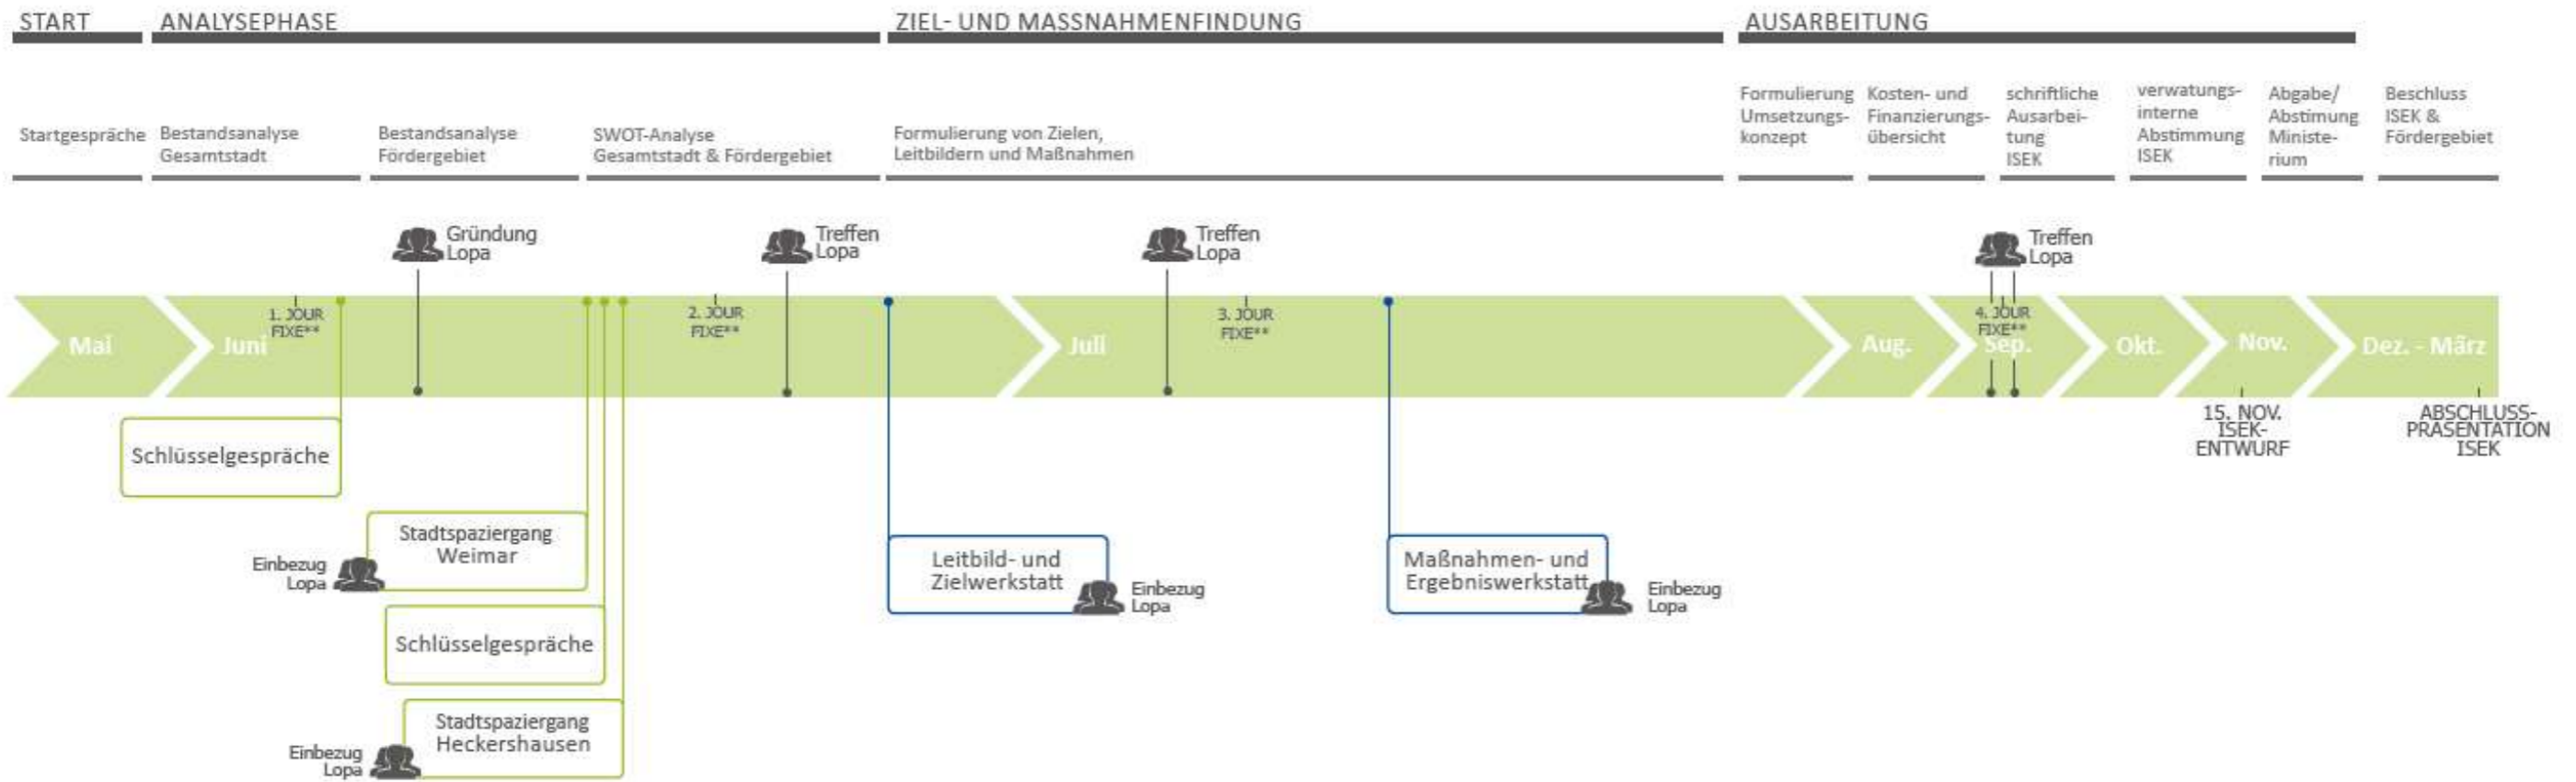 START
ANALYSEPHASE
ZIEL- UND MASSNAHMENFINDUNG
AUSARBEITUNG
Startgespräche
Bestandsanalyse
Gesamtstadt
Bestandsanalyse
Fördergebiet
SWOT-Analyse
Gesamtstadt & Fördergebiet
Formulierung von Zielen,
Leitbildern und Maßnahmen
Formulierung
Umsetzungs-
konzept
Kosten- und
Finanzierungs-
übersicht
schriftliche
Ausarbei-
tung
ISEK
verwatungs-
interne
Abstimmung
ISEK
Abgabe/
Abstimung
Ministe-
rium
Beschluss
ISEK &
Fördergebiet
Gründung
Lopa
Treffen
Lopa
Treffen
Lopa
Treffen
Lopa
Mai
Juni
1. JOUR
FIXE**
2. JOUR
FIXE**
Juli
3. JOUR
FIXE**
Aug.
4. JOUR
FIXE**
Sep.
Okt.
Nov.
Dez. - März
15. NOV.
ISEK-
ENTWURF
ABSCHLUSS-
PRÄSENTATION
ISEK
Schlüsselgespräche
Stadtspaziergang
Weimar
Einbezug
Lopa
Schlüsselgespräche
Stadtspaziergang
Heckershausen
Einbezug
Lopa
Leitbild- und
Zielwerkstatt
Einbezug
Lopa
Maßnahmen- und
Ergebniswerkstatt
Einbezug
Lopa